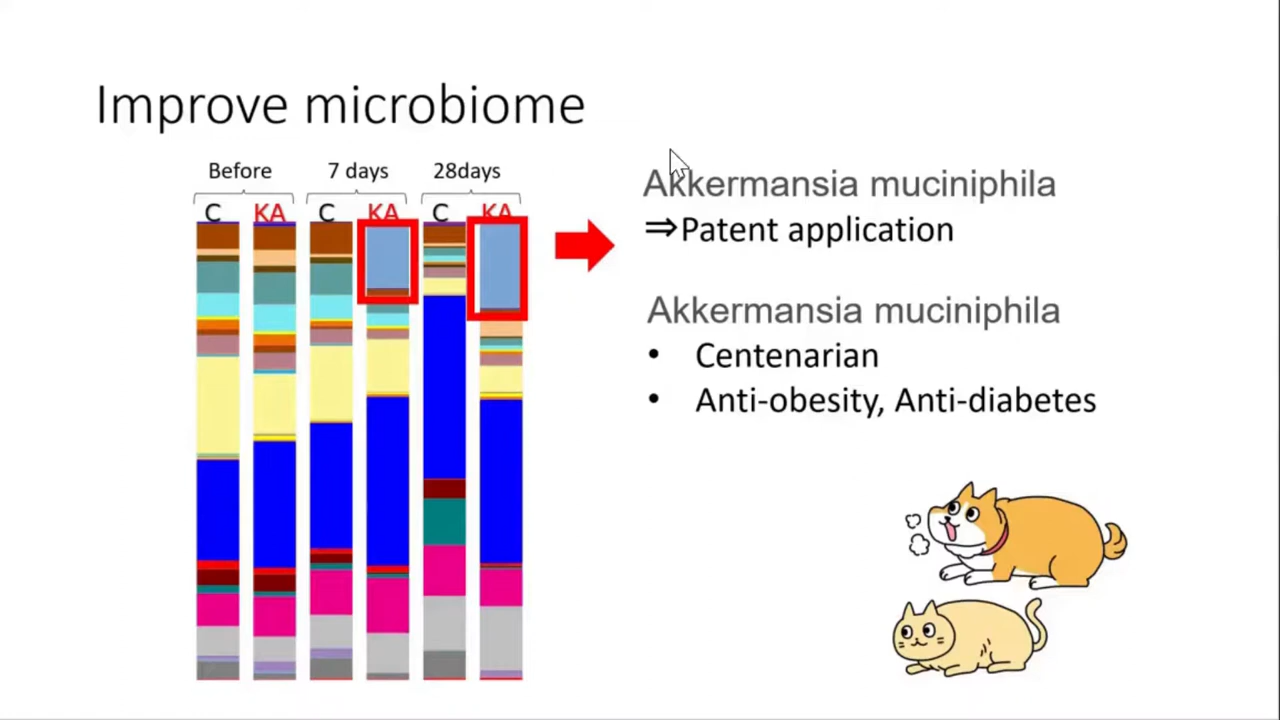 Improve microbiome
Before 7 days 28days
C KA C KA C KA
Akkermansia muciniphila
⇒Patent application
Akkermansia muciniphila
• Centenarian
• Anti-obesity, Anti-diabetes